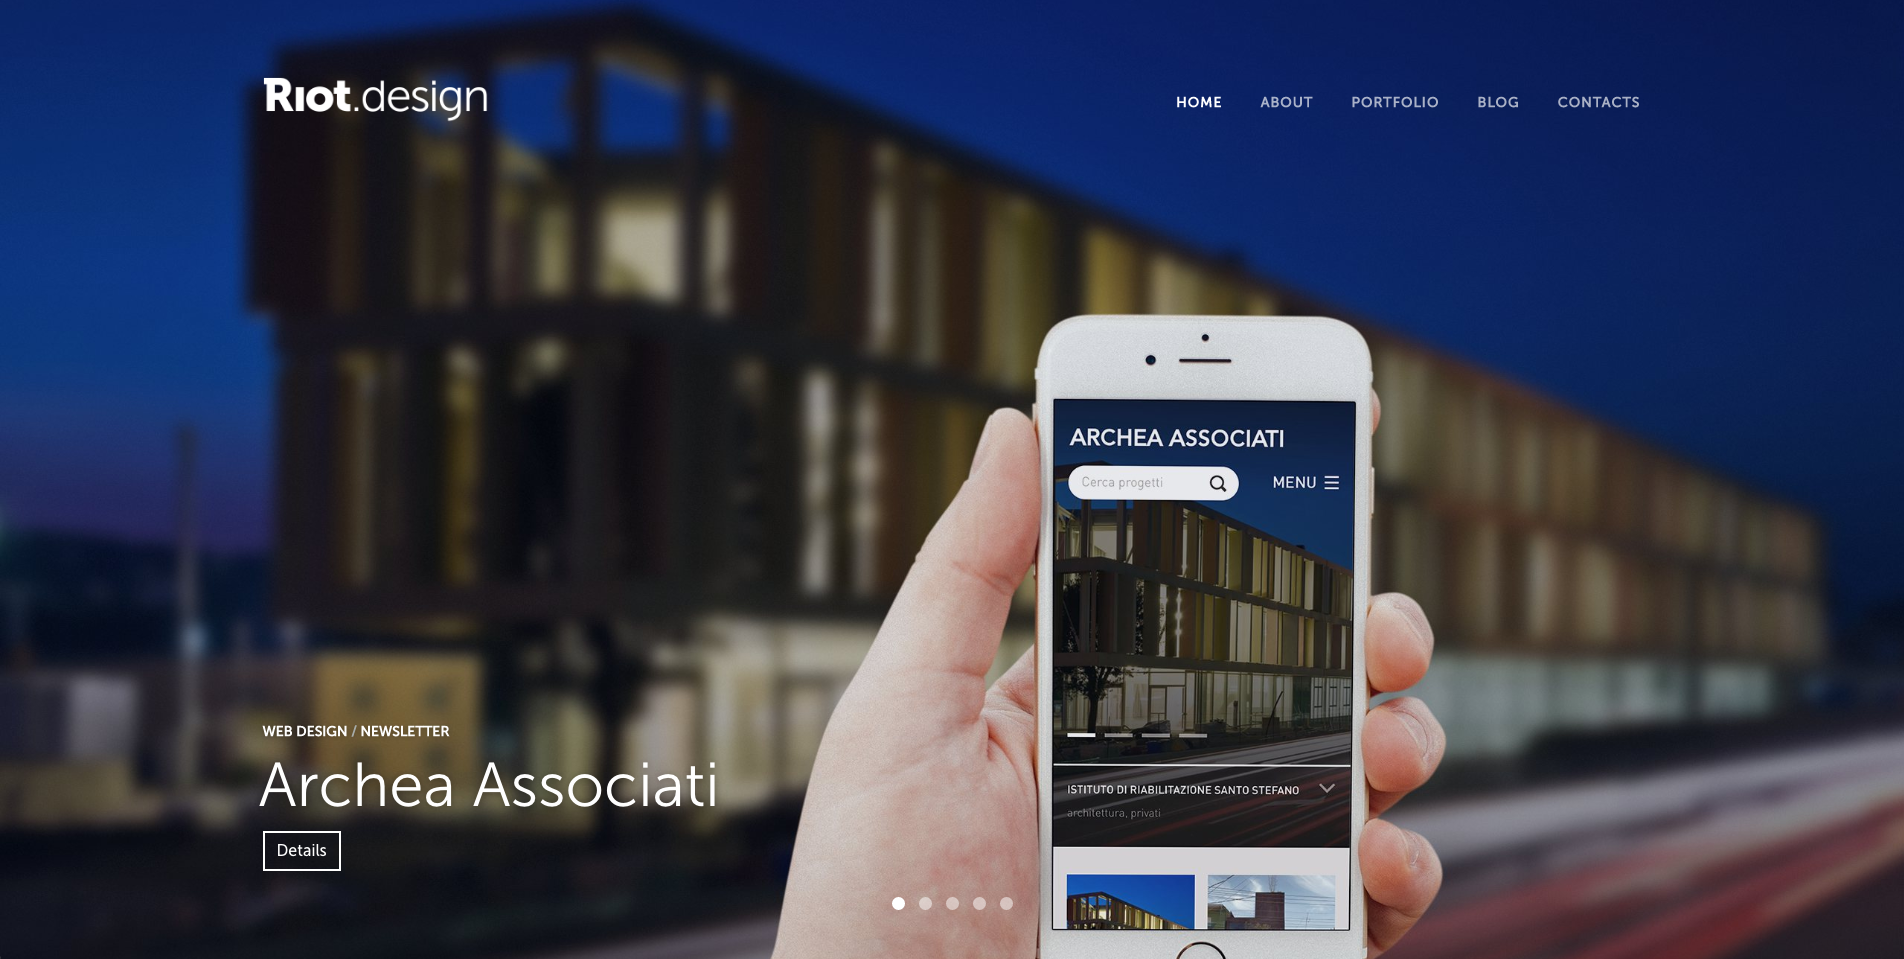 Riot.design
HOME ABOUT PORTFOLIO BLOG CONTACTS
ARCHEA ASSOCIATI
Cerca progetti
MENU
ISTITUTO DI RIABILITAZIONE SANTO STEFANO
architettura, privati
WEB DESIGN / NEWSLETTER
Archea Associati
Details